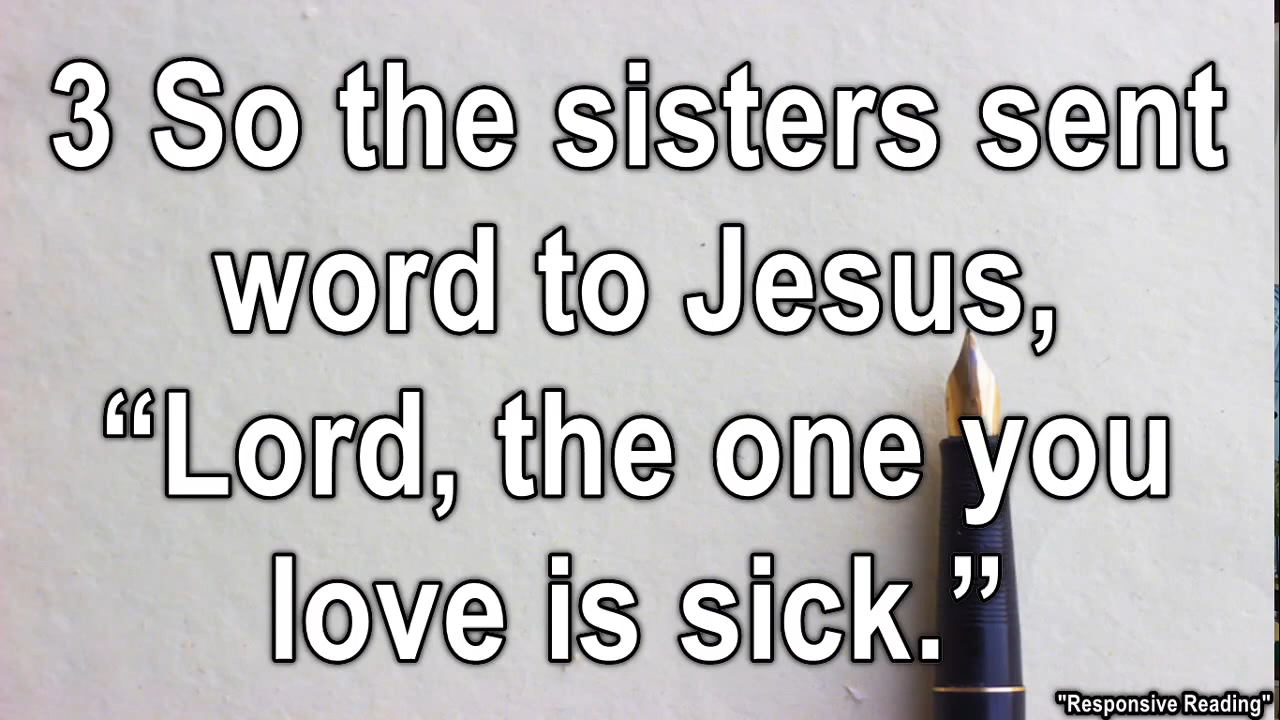 3 So the sisters sent
word to Jesus,
“Lord, the one you
love is sick.”
"Responsive Reading"